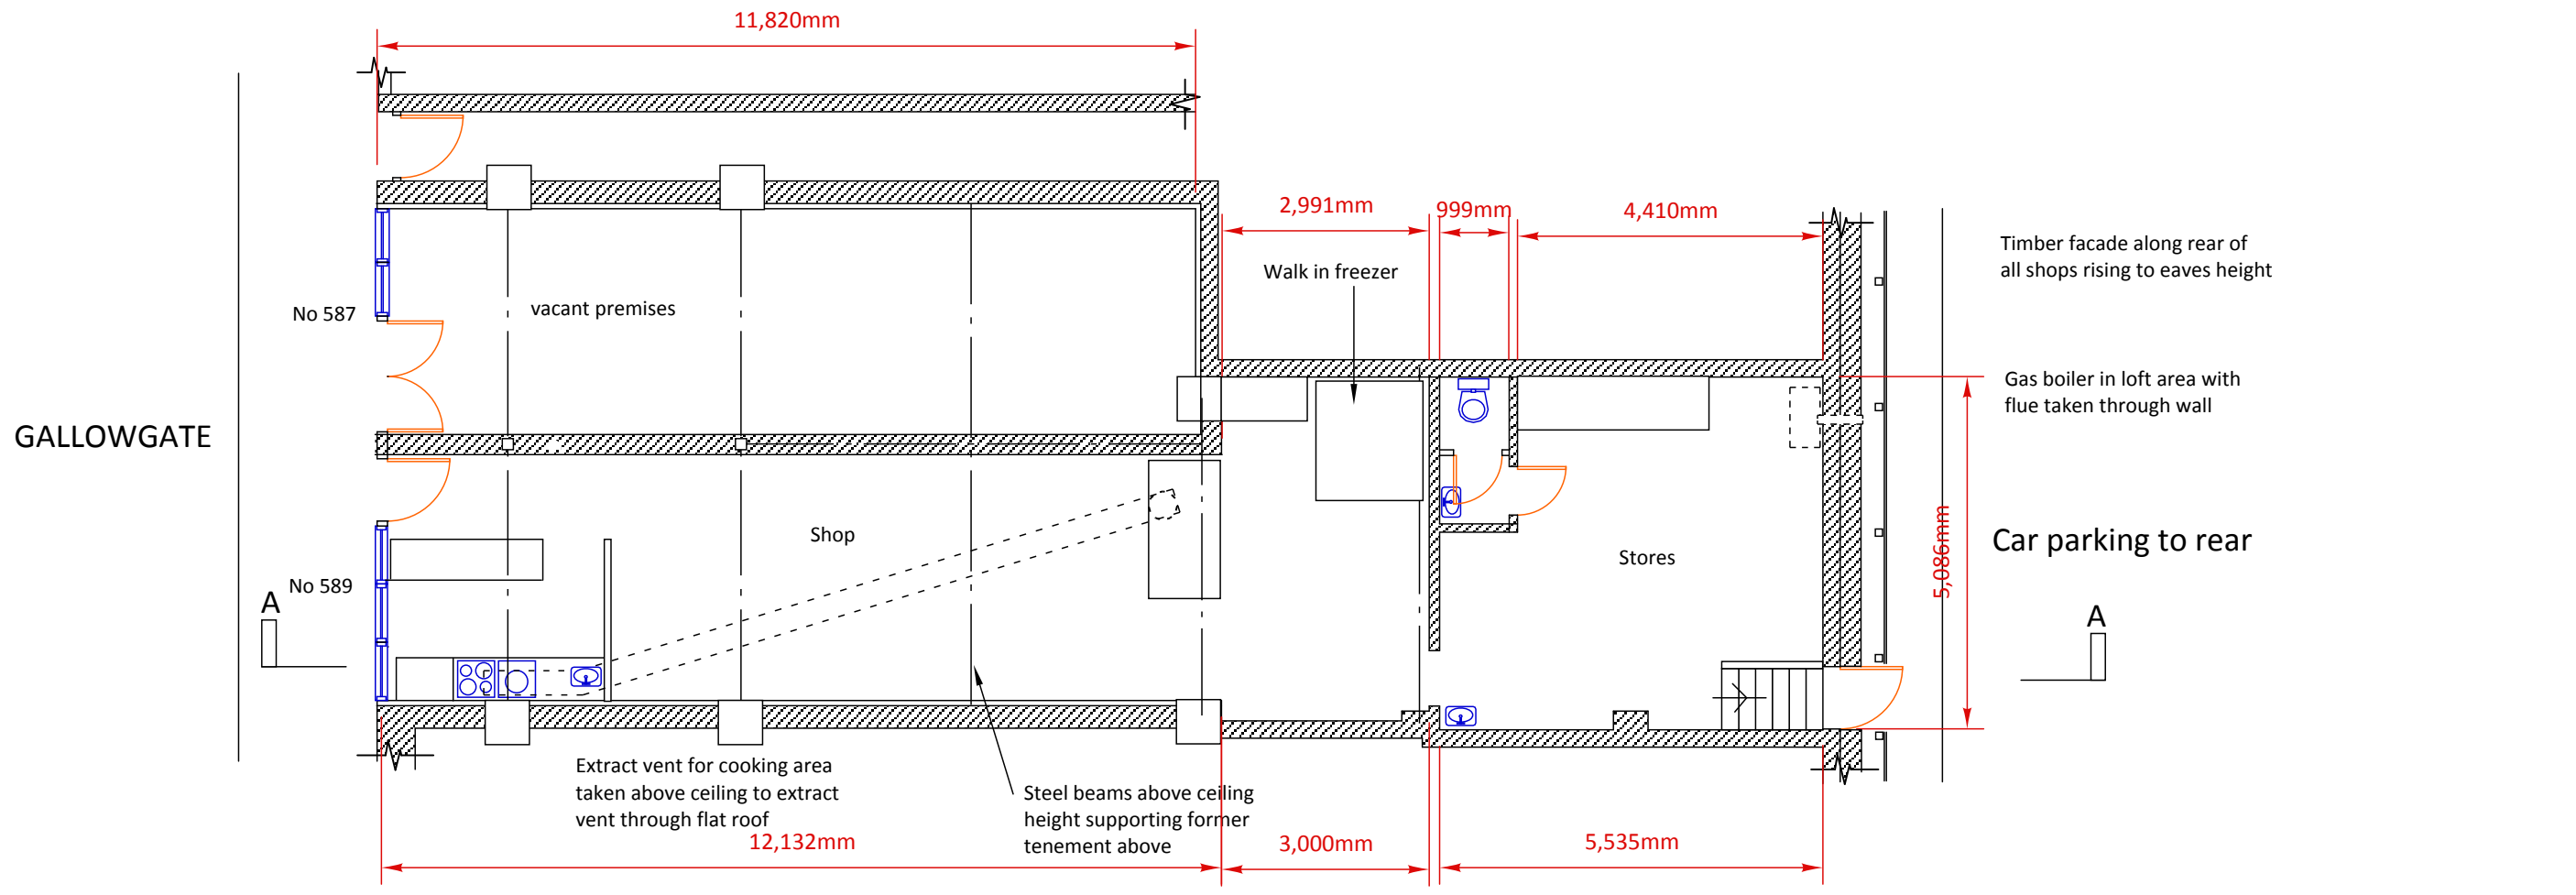 11,820mm
2,991mm
999mm
4,410mm
Timber facade along rear of
all shops rising to eaves height
Walk in freezer
No 587
vacant premises
Gas boiler in loft area with
flue taken through wall
GALLOWGATE
Shop
Stores
5,086mm
Car parking to rear
No 589
A
A
Extract vent for cooking area
taken above ceiling to extract
vent through flat roof
Steel beams above ceiling
height supporting former
tenement above
12,132mm
3,000mm
5,535mm